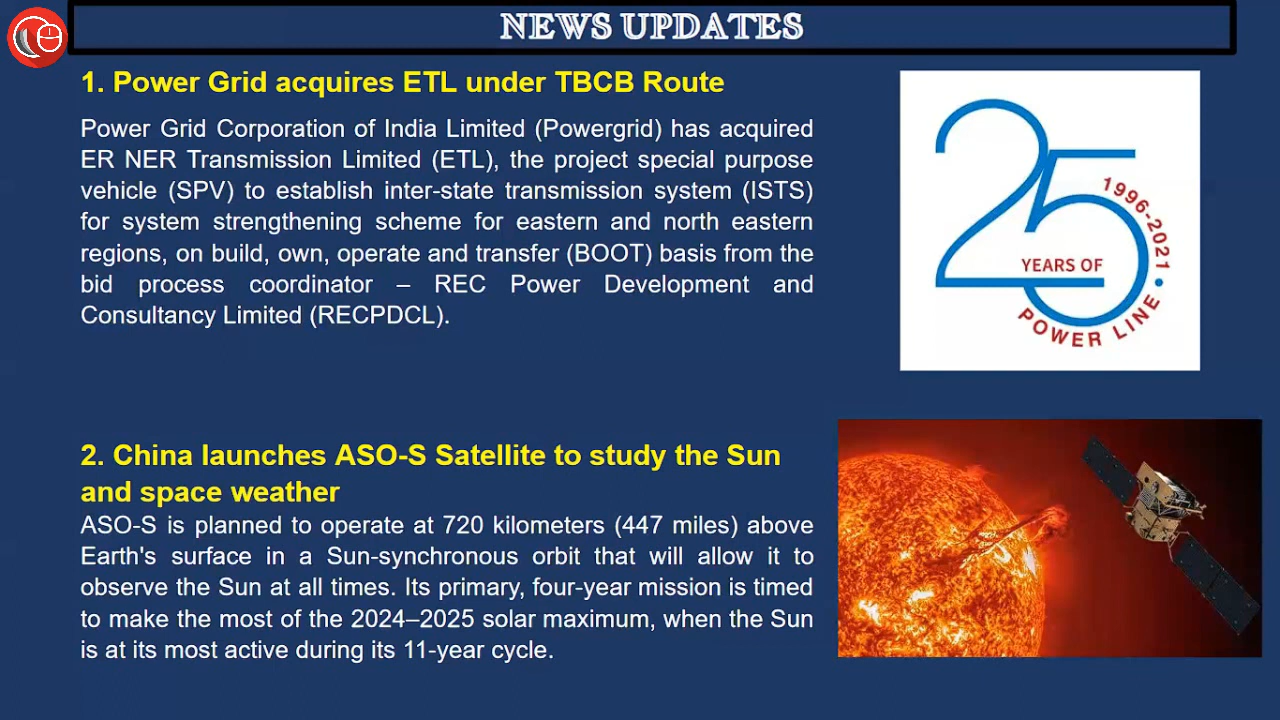 NEWS UPDATES
1. Power Grid acquires ETL under TBCB Route
Power Grid Corporation of India Limited (Powergrid) has acquired
ER NER Transmission Limited (ETL), the project special purpose
vehicle (SPV) to establish inter-state transmission system (ISTS)
for system strengthening scheme for eastern and north eastern
regions, on build, own, operate and transfer (BOOT) basis from the
bid process coordinator – REC Power Development and
Consultancy Limited (RECPDCL).
25
1996-2021
YEARS OF
POWER LINE
2. China launches ASO-S Satellite to study the Sun
and space weather
ASO-S is planned to operate at 720 kilometers (447 miles) above
Earth's surface in a Sun-synchronous orbit that will allow it to
observe the Sun at all times. Its primary, four-year mission is timed
to make the most of the 2024–2025 solar maximum, when the Sun
is at its most active during its 11-year cycle.